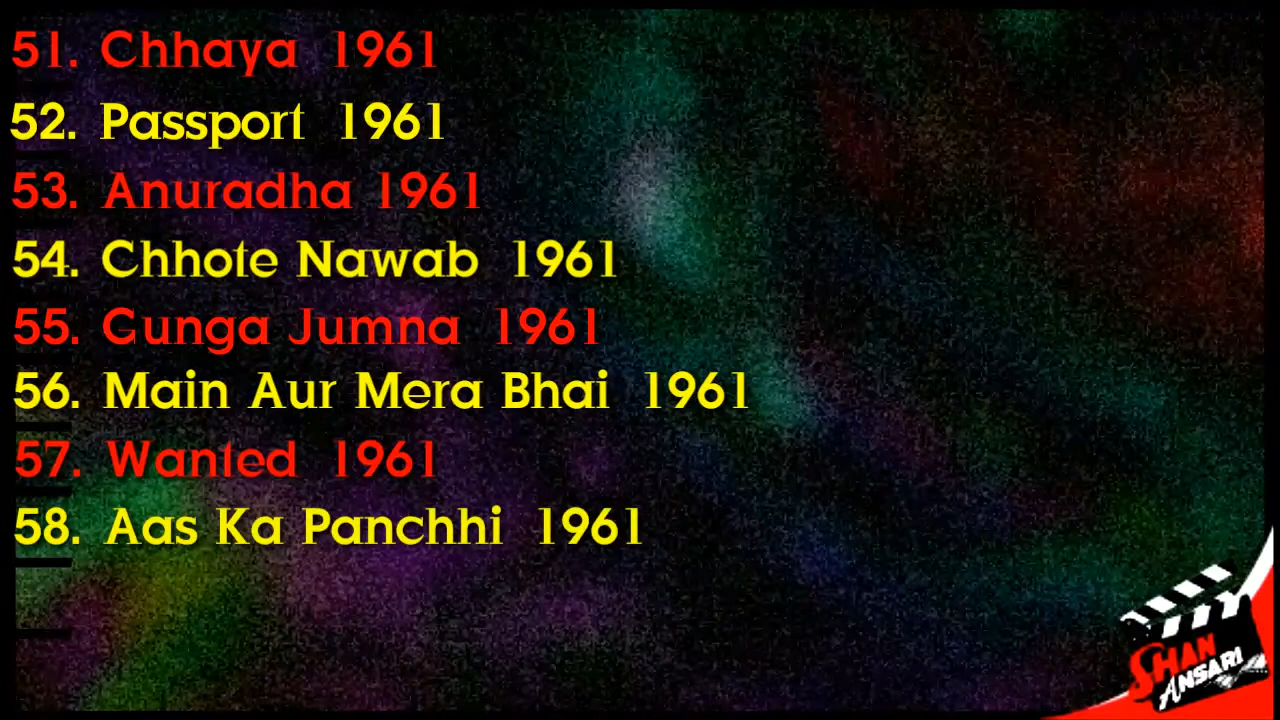 51. Chhaya 1961
52. Passport 1961
53. Anuradha 1961
54. Chhote Nawab 1961
55. Gunga Jumna 1961
56. Main Aur Mera Bhai 1961
57. Wanted 1961
58. Aas Ka Panchhi 1961
SHAN
ANSARI